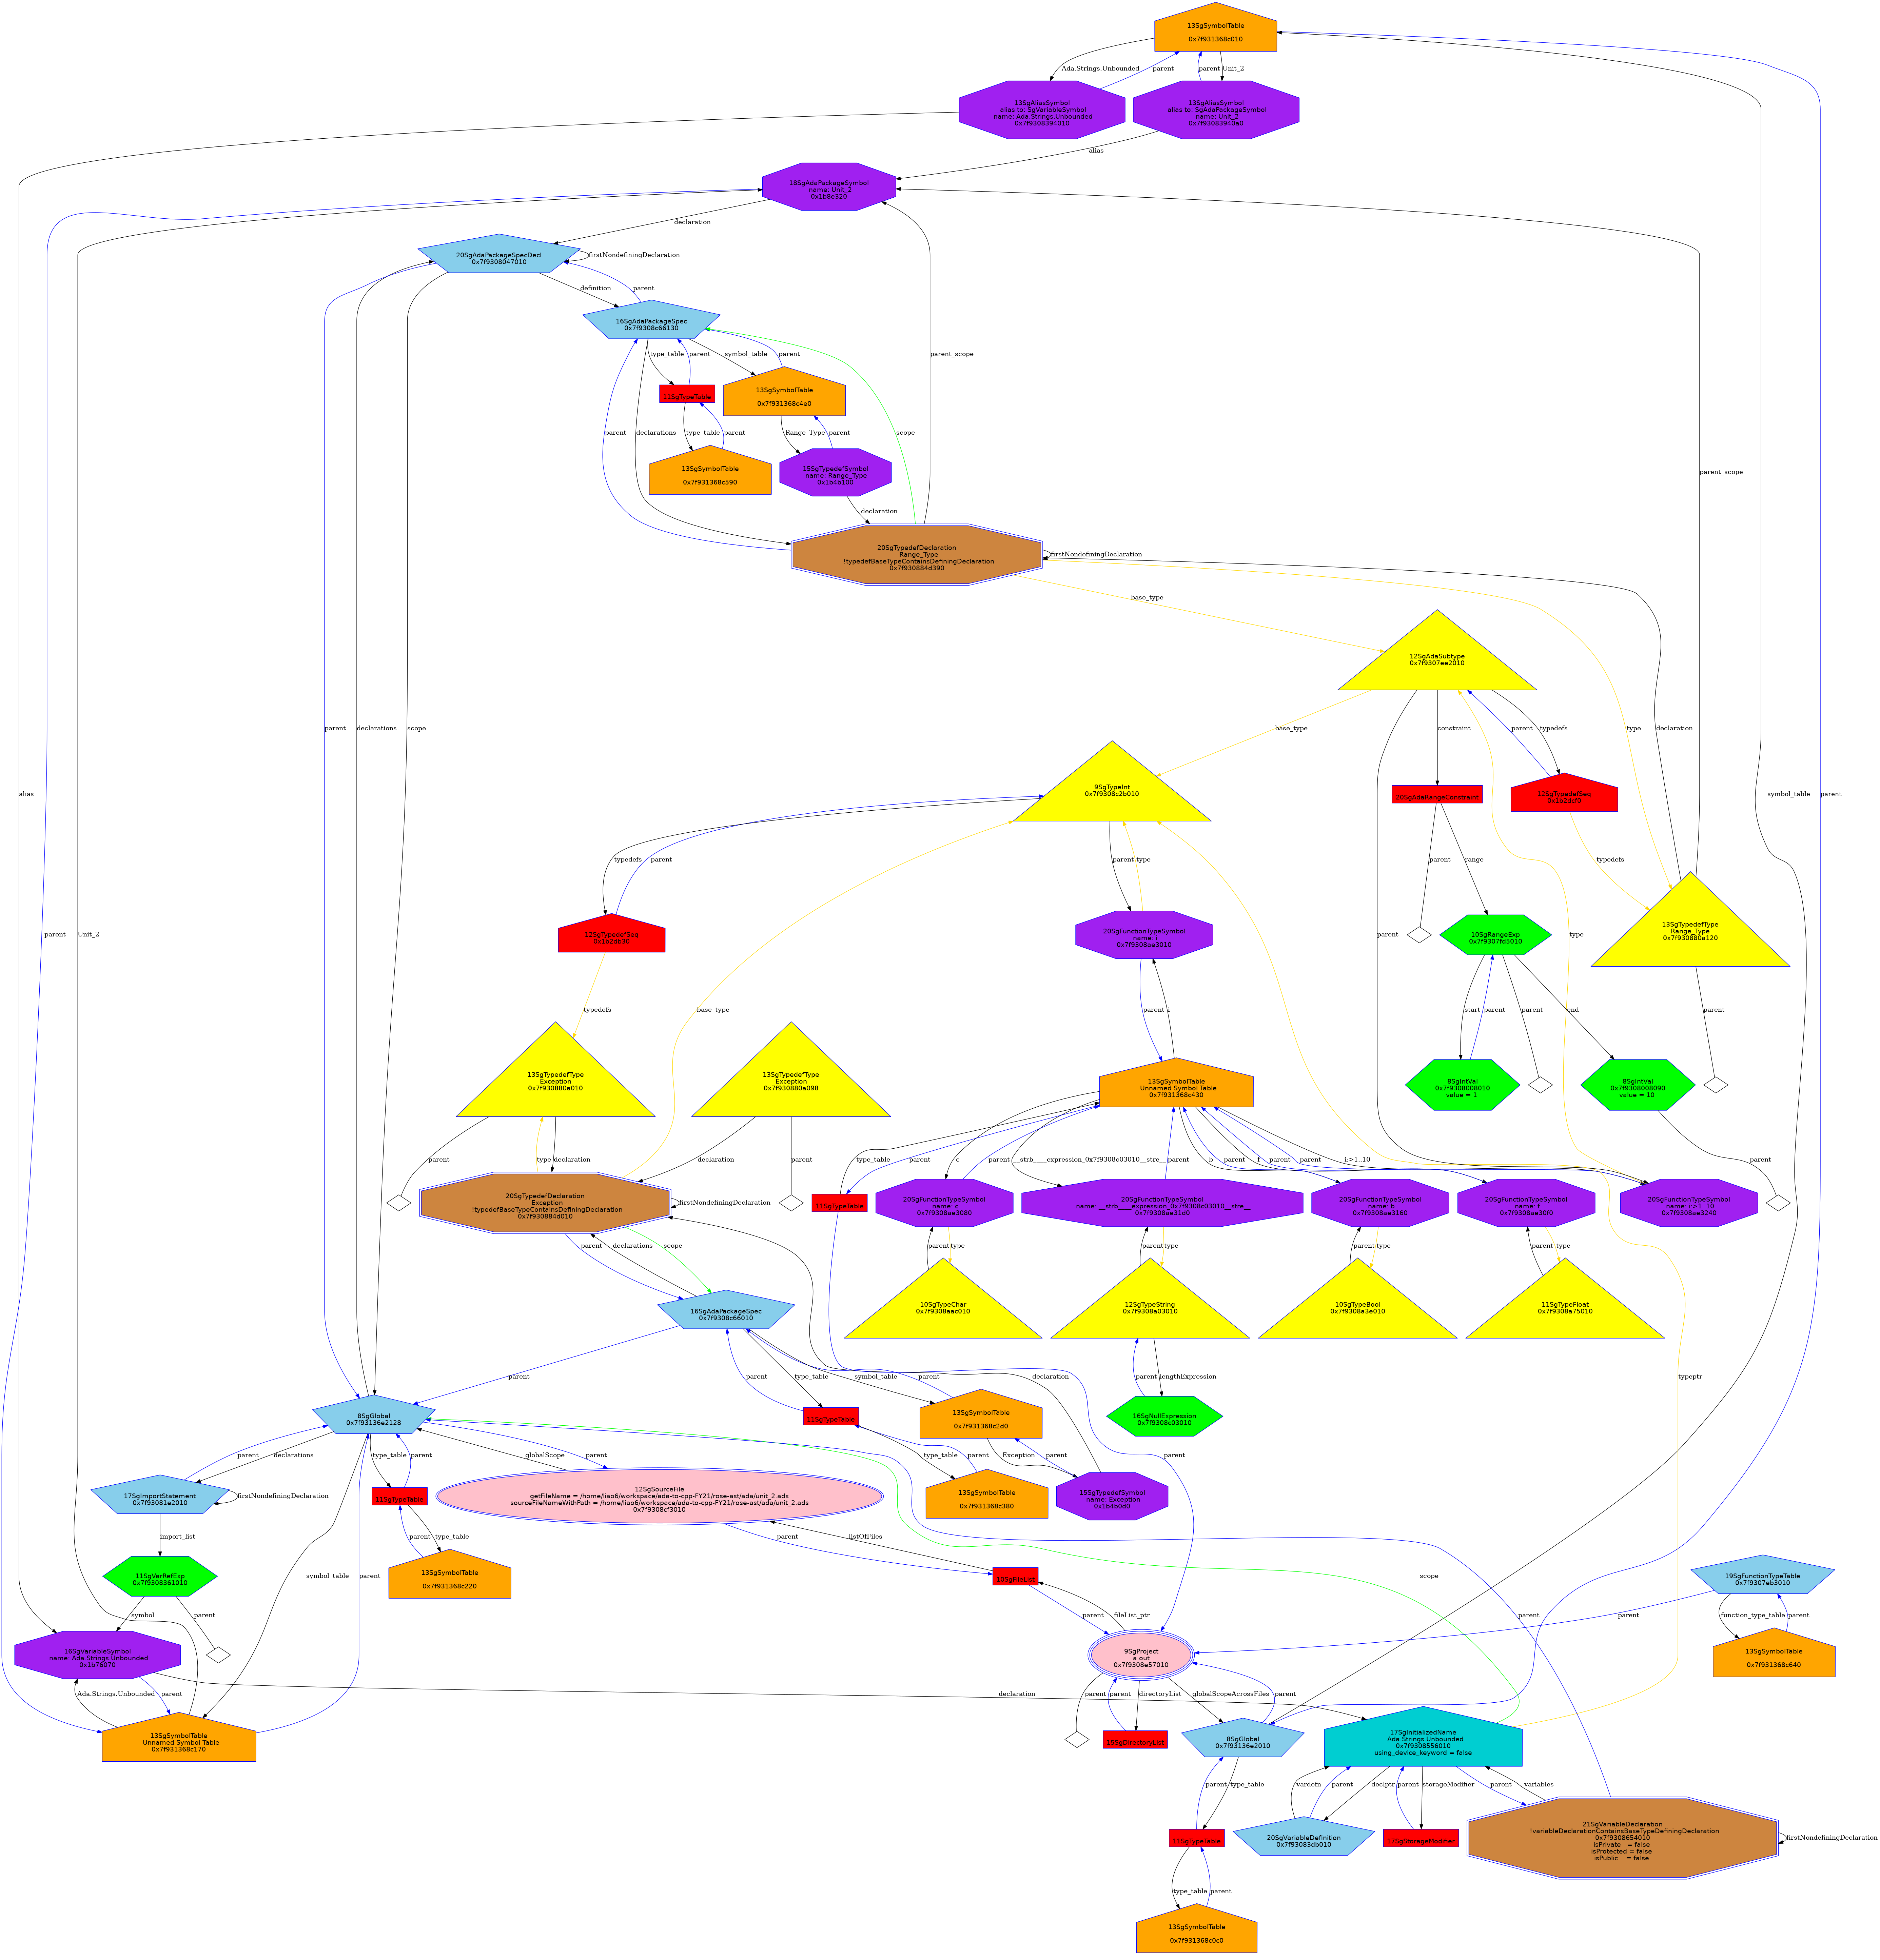 13SgSymbolTable
0x7f931368c010
Ada.Strings.Unbounded
parent
parent
Unit_2
13SgAliasSymbol
alias to: SgVariableSymbol
name: Ada.Strings.Unbounded
0x7f9308394010
13SgAliasSymbol
alias to: SgAdaPackageSymbol
name: Unit_2
0x7f93083940a0
alias
18SgAdaPackageSymbol
name: Unit_2
0x1b8e320
declaration
20SgAdaPackageSpecDecl
0x7f9308047010
firstNondefiningDeclaration
definition
parent
16SgAdaPackageSpec
0x7f9308c66130
type_table
parent
symbol_table
parent
parent_scope
11SgTypeTable
13SgSymbolTable
0x7f931368c4e0
parent
declarations
type_table
parent
Range_Type
parent
scope
13SgSymbolTable
0x7f931368c590
15SgTypedefSymbol
name: Range_Type
0x1b4b100
parent_scope
declaration
20SgTypedefDeclaration
Range_Type
!typedefBaseTypeContainsDefiningDeclaration
0x7f930884d390
firstNondefiningDeclaration
base_type
12SgAdaSubtype
0x7f9307ee2010
parent
declarations
scope
base_type
constraint
parent
typedefs
type
declaration
9SgTypeInt
0x7f9308c2b010
20SgAdaRangeConstraint
12SgTypedefSeq
0x1b2dcf0
alias
symbol_table
parent
typedefs
parent
parent
type
parent
range
typedefs
12SgTypedefSeq
0x1b2db30
20SgFunctionTypeSymbol
name: i
0x7f9308ae3010
10SgRangeExp
0x7f9307fd5010
13SgTypedefType
Range_Type
0x7f930880a120
parent
Unit_2
parent
type
typedefs
base_type
parent
i
start
parent
parent
end
parent
13SgTypedefType
Exception
0x7f930880a010
13SgTypedefType
Exception
0x7f930880a098
13SgSymbolTable
Unnamed Symbol Table
0x7f931368c430
8SgIntVal
0x7f9308008010
value = 1
8SgIntVal
0x7f9308008090
value = 10
parent
type
declaration
declaration
parent
type_table
parent
c
parent
__strb____expression_0x7f9308c03010__stre__
parent
b
parent
f
parent
parent
i:>1..10
parent
20SgTypedefDeclaration
Exception
!typedefBaseTypeContainsDefiningDeclaration
0x7f930884d010
firstNondefiningDeclaration
11SgTypeTable
20SgFunctionTypeSymbol
name: c
0x7f9308ae3080
20SgFunctionTypeSymbol
name: __strb____expression_0x7f9308c03010__stre__
0x7f9308ae31d0
20SgFunctionTypeSymbol
name: b
0x7f9308ae3160
20SgFunctionTypeSymbol
name: f
0x7f9308ae30f0
20SgFunctionTypeSymbol
name: i:>1..10
0x7f9308ae3240
parent
declarations
scope
parent
type
parent
type
parent
type
parent
type
16SgAdaPackageSpec
0x7f9308c66010
10SgTypeChar
0x7f9308aac010
12SgTypeString
0x7f9308a03010
10SgTypeBool
0x7f9308a3e010
11SgTypeFloat
0x7f9308a75010
parent
parent
type_table
symbol_table
parent
declaration
parent
lengthExpression
typeptr
8SgGlobal
0x7f93136e2128
11SgTypeTable
13SgSymbolTable
0x7f931368c2d0
16SgNullExpression
0x7f9308c03010
parent
declarations
type_table
parent
globalScope
parent
type_table
parent
Exception
parent
parent
17SgImportStatement
0x7f93081e2010
firstNondefiningDeclaration
11SgTypeTable
12SgSourceFile
getFileName = /home/liao6/workspace/ada-to-cpp-FY21/rose-ast/ada/unit_2.ads
sourceFileNameWithPath = /home/liao6/workspace/ada-to-cpp-FY21/rose-ast/ada/unit_2.ads
0x7f9308cf3010
13SgSymbolTable
0x7f931368c380
15SgTypedefSymbol
name: Exception
0x1b4b0d0
import_list
parent
type_table
parent
listOfFiles
11SgVarRefExp
0x7f9308361010
symbol_table
parent
13SgSymbolTable
0x7f931368c220
10SgFileList
scope
19SgFunctionTypeTable
0x7f9307eb3010
symbol
parent
parent
fileList_ptr
parent
parent
function_type_table
parent
16SgVariableSymbol
name: Ada.Strings.Unbounded
0x1b76070
9SgProject
a.out
0x7f9308e57010
13SgSymbolTable
0x7f931368c640
Ada.Strings.Unbounded
parent
declaration
parent
parent
directoryList
globalScopeAcrossFiles
parent
13SgSymbolTable
Unnamed Symbol Table
0x7f931368c170
15SgDirectoryList
8SgGlobal
0x7f93136e2010
17SgInitializedName
Ada.Strings.Unbounded
0x7f9308556010
using_device_keyword = false
parent
type_table
vardefn
parent
declptr
parent
storageModifier
parent
variables
11SgTypeTable
20SgVariableDefinition
0x7f93083db010
17SgStorageModifier
21SgVariableDeclaration
!variableDeclarationContainsBaseTypeDefiningDeclaration
0x7f9308654010
isPrivate = false
isProtected = false
isPublic = false
firstNondefiningDeclaration
type_table
parent
13SgSymbolTable
0x7f931368c0c0